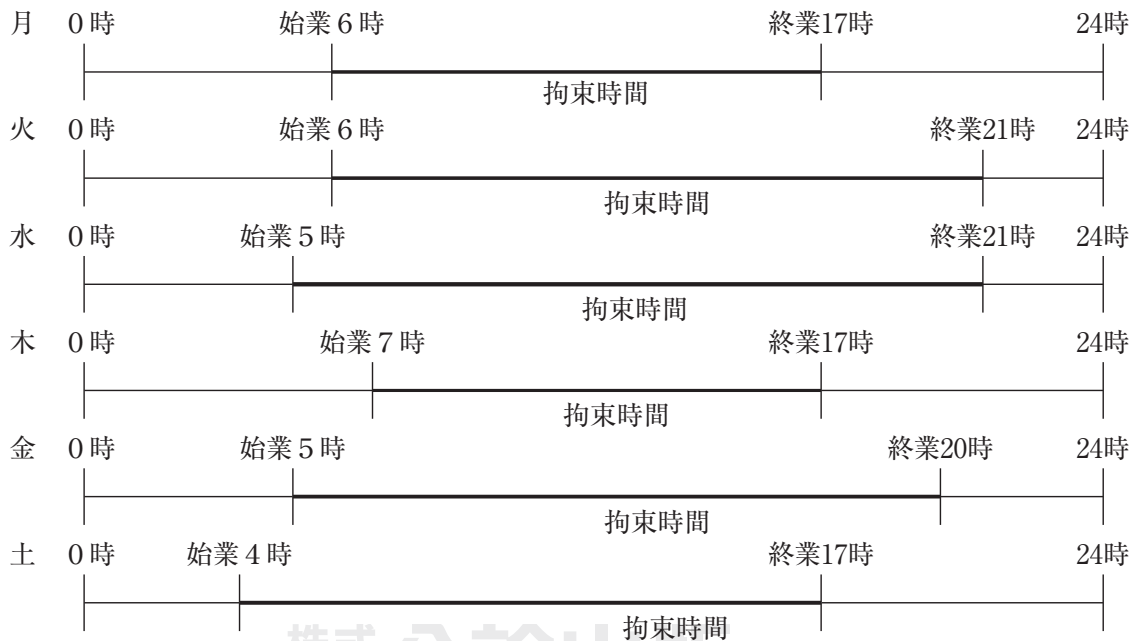 月 0時 始業6時 終業17時 24時
拘束時間
火 0時 始業6時 終業21時 24時
拘束時間
水 0時 始業5時 終業21時 24時
拘束時間
木 0時 始業7時 終業17時 24時
拘束時間
金 0時 始業5時 終業20時 24時
拘束時間
土 0時 始業4時 終業17時 24時
拘束時間
株式